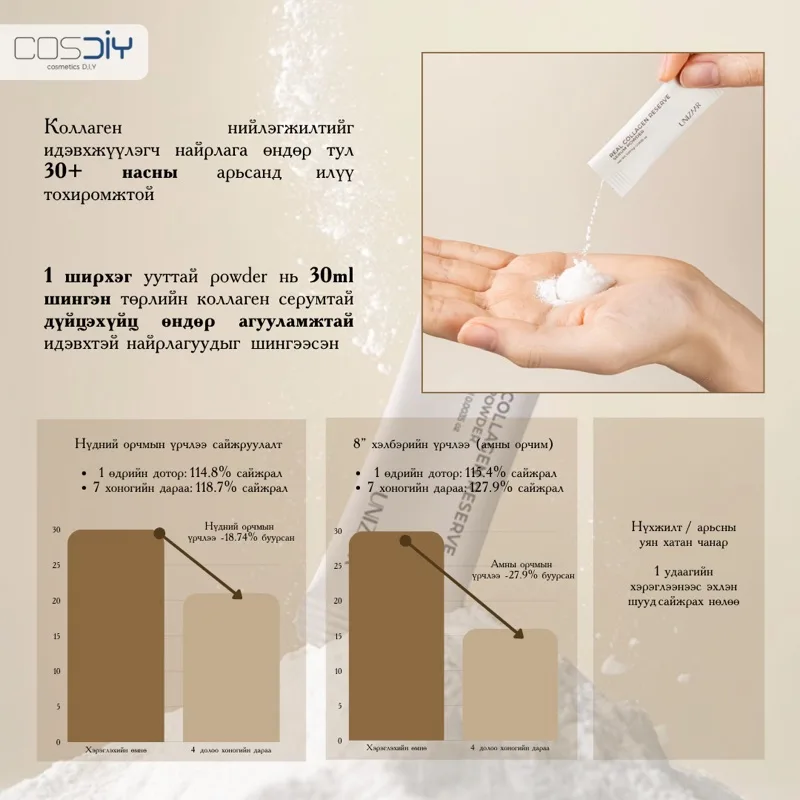 COSDIY
cosmetics D.I.Y
Коллаген нийлэгжилтийг
идэвхжүүлэгч найрлага өндөр тул
30+ насны арьсанд илүү
тохиромжтой
REAL COLLAGEN RESERVE
UNIZAR
1 ширхэг ууттай powder нь 30ml
шингэн төрлийн коллаген серумтай
дүйцэхүйц өндөр агууламжтай
идэвхтэй найрлагуудыг шингээсэн
COLLAGEN RESERVE
POWDER
Нүдний орчмын үрчлээ сайжруулалт
• 1 өдрийн дотор: 114.8% сайжрал
• 7 хоногийн дараа: 118.7% сайжрал
Нүдний орчмын
үрчлээ -18.74% буурсан
30
25
20
15
10
5
0
Хэрэглэхийн өмнө
4 долоо хоногийн дараа
8” хэлбэрийн үрчлээ (амны орчим)
• 1 өдрийн дотор: 115.4% сайжрал
• 7 хоногийн дараа: 127.9% сайжрал
Амны орчмын
үрчлээ -27.9% буурсан
30
25
20
15
10
5
0
Хэрэглэхийн өмнө
4 долоо хоногийн дараа
Нүхжилт / арьсны
уян хатан чанар
1 удаагийн
хэрэглээнээс эхлэн
шууд сайжрах нөлөө